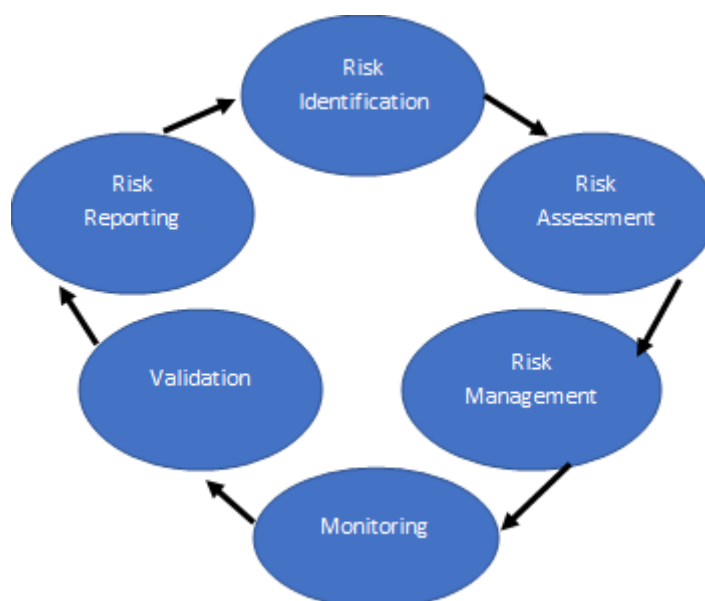 Risk
Identification
Risk
Assessment
Risk
Management
Monitoring
Validation
Risk
Reporting